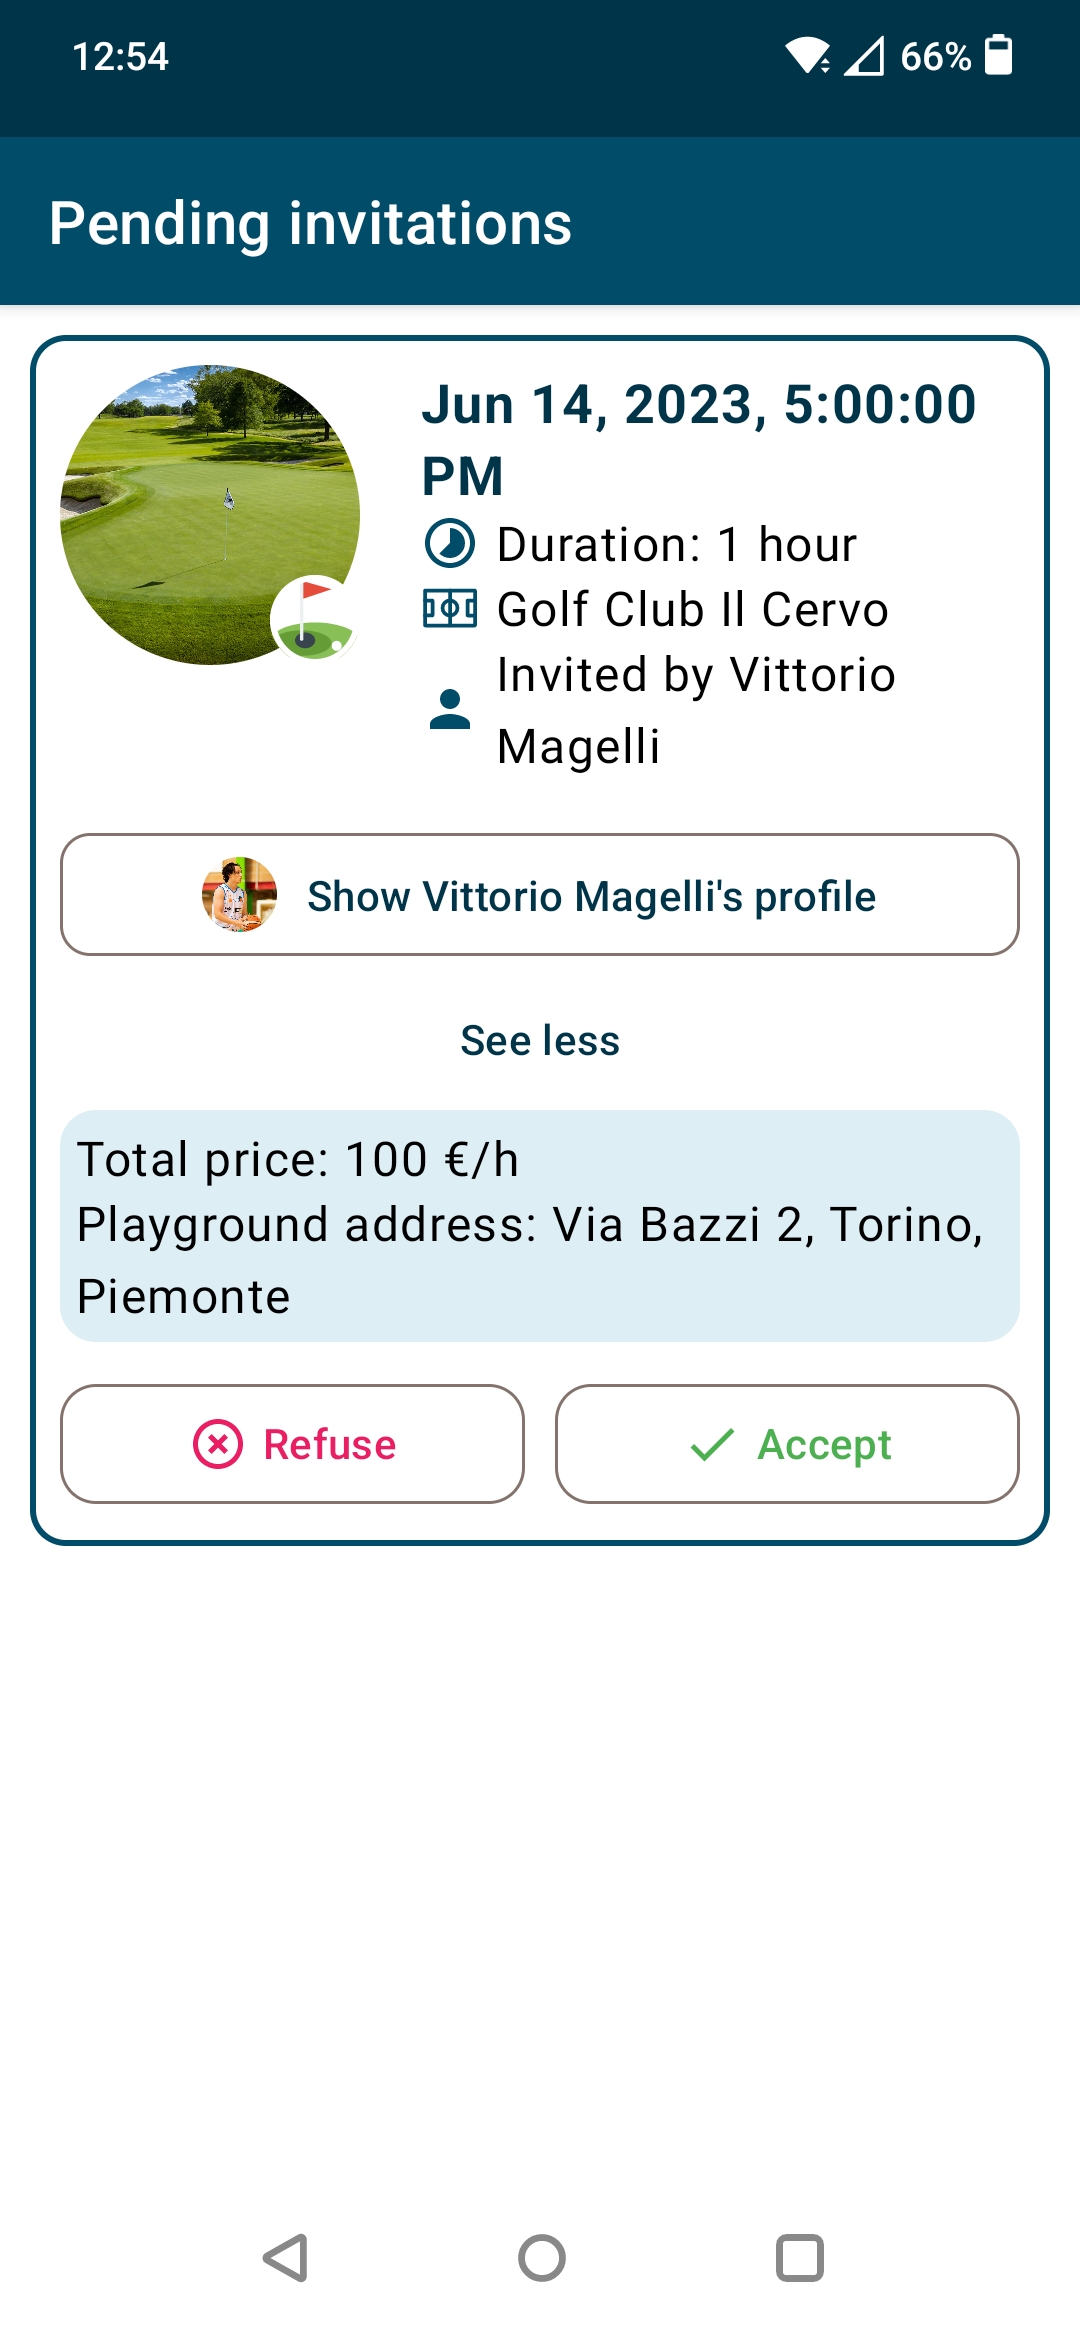 12:54
66%
Pending invitations
Jun 14, 2023, 5:00:00
PM
Duration: 1 hour
Golf Club Il Cervo
Invited by Vittorio
Magelli
Show Vittorio Magelli's profile
See less
Total price: 100 €/h
Playground address: Via Bazzi 2, Torino,
Piemonte
Refuse
Accept